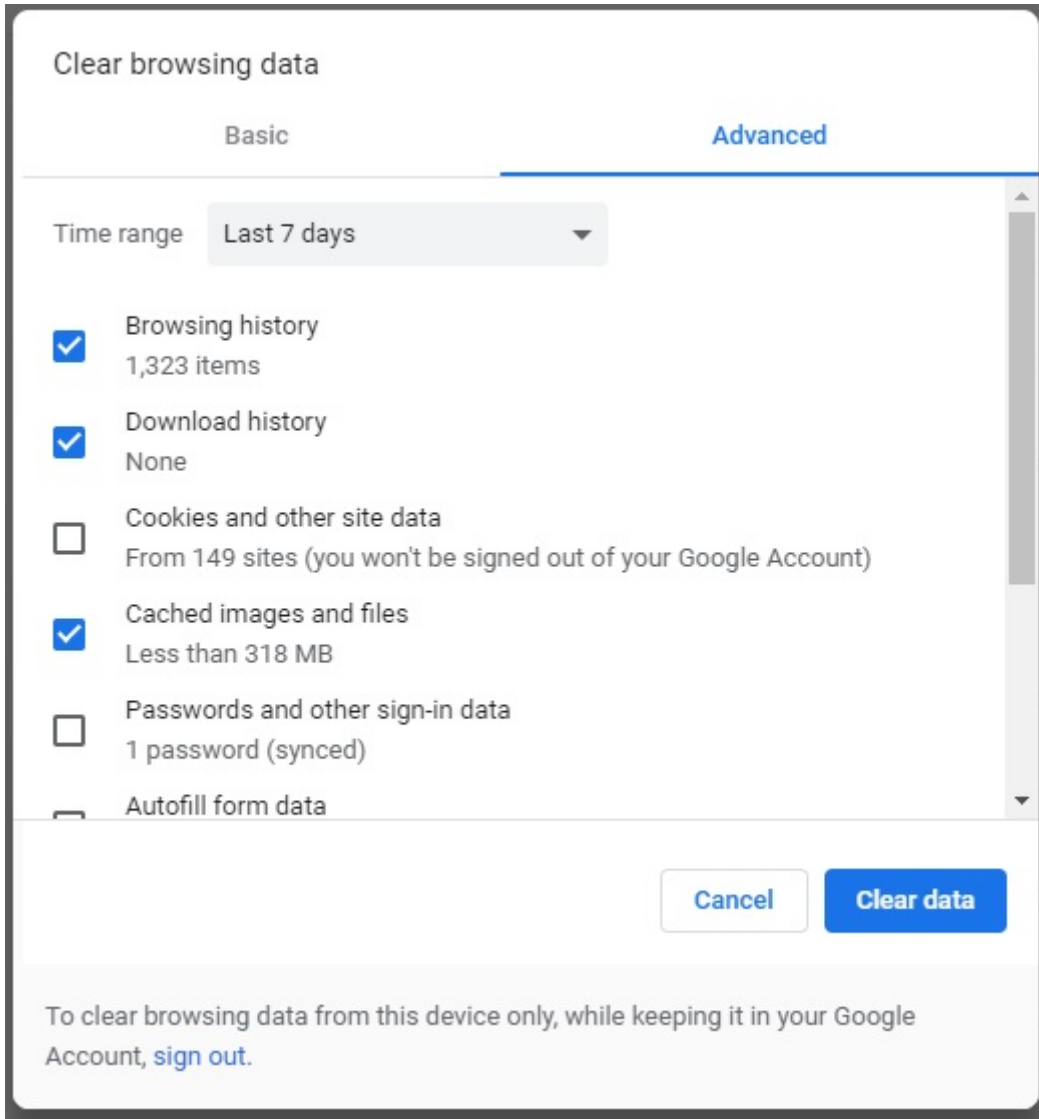 Clear browsing data
Basic
Advanced
Time range
Last 7 days
Browsing history
1,323 items
Download history
None
Cookies and other site data
From 149 sites (you won't be signed out of your Google Account)
Cached images and files
Less than 318 MB
Passwords and other sign-in data
1 password (synced)
Autofill form data
Cancel
Clear data
To clear browsing data from this device only, while keeping it in your Google
Account, sign out.